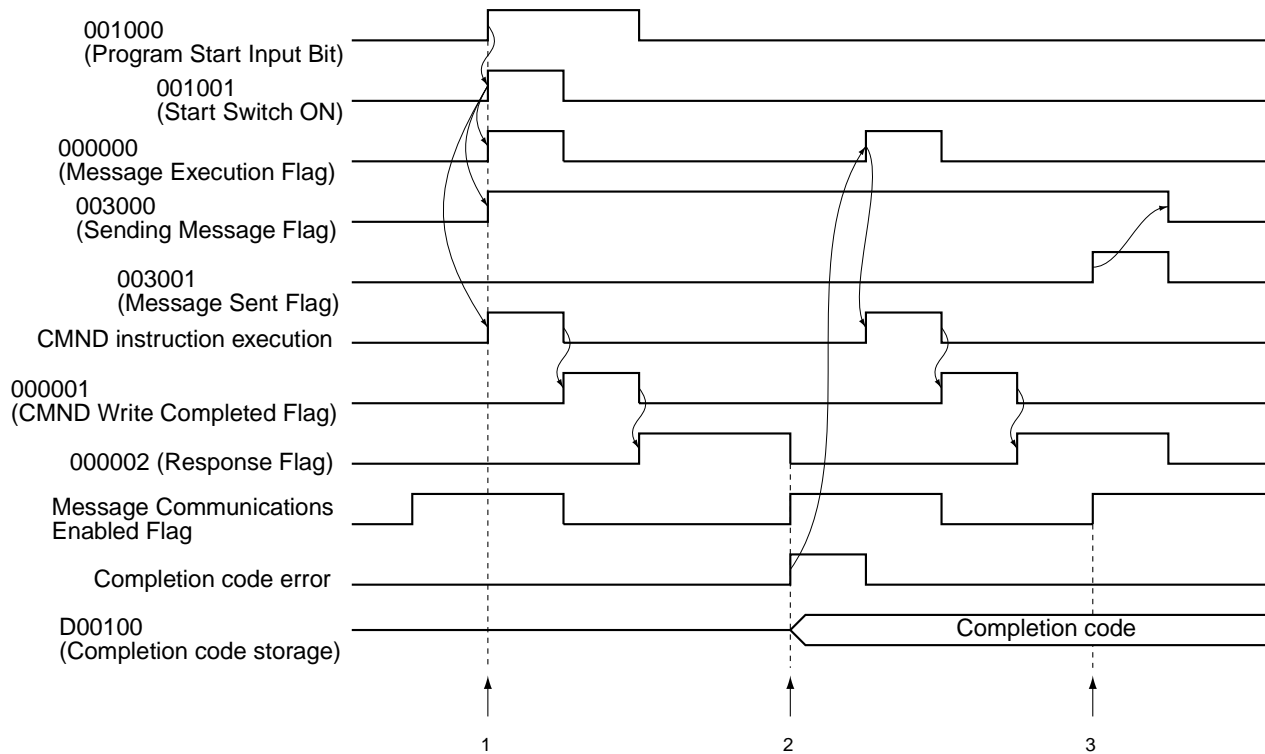 001000
(Program Start Input Bit)
001001
(Start Switch ON)
000000
(Message Execution Flag)
003000
(Sending Message Flag)
003001
(Message Sent Flag)
CMND instruction execution
000001
(CMND Write Completed Flag)
000002 (Response Flag)
Message Communications
Enabled Flag
Completion code error
D00100
(Completion code storage)
Completion code
1
2
3